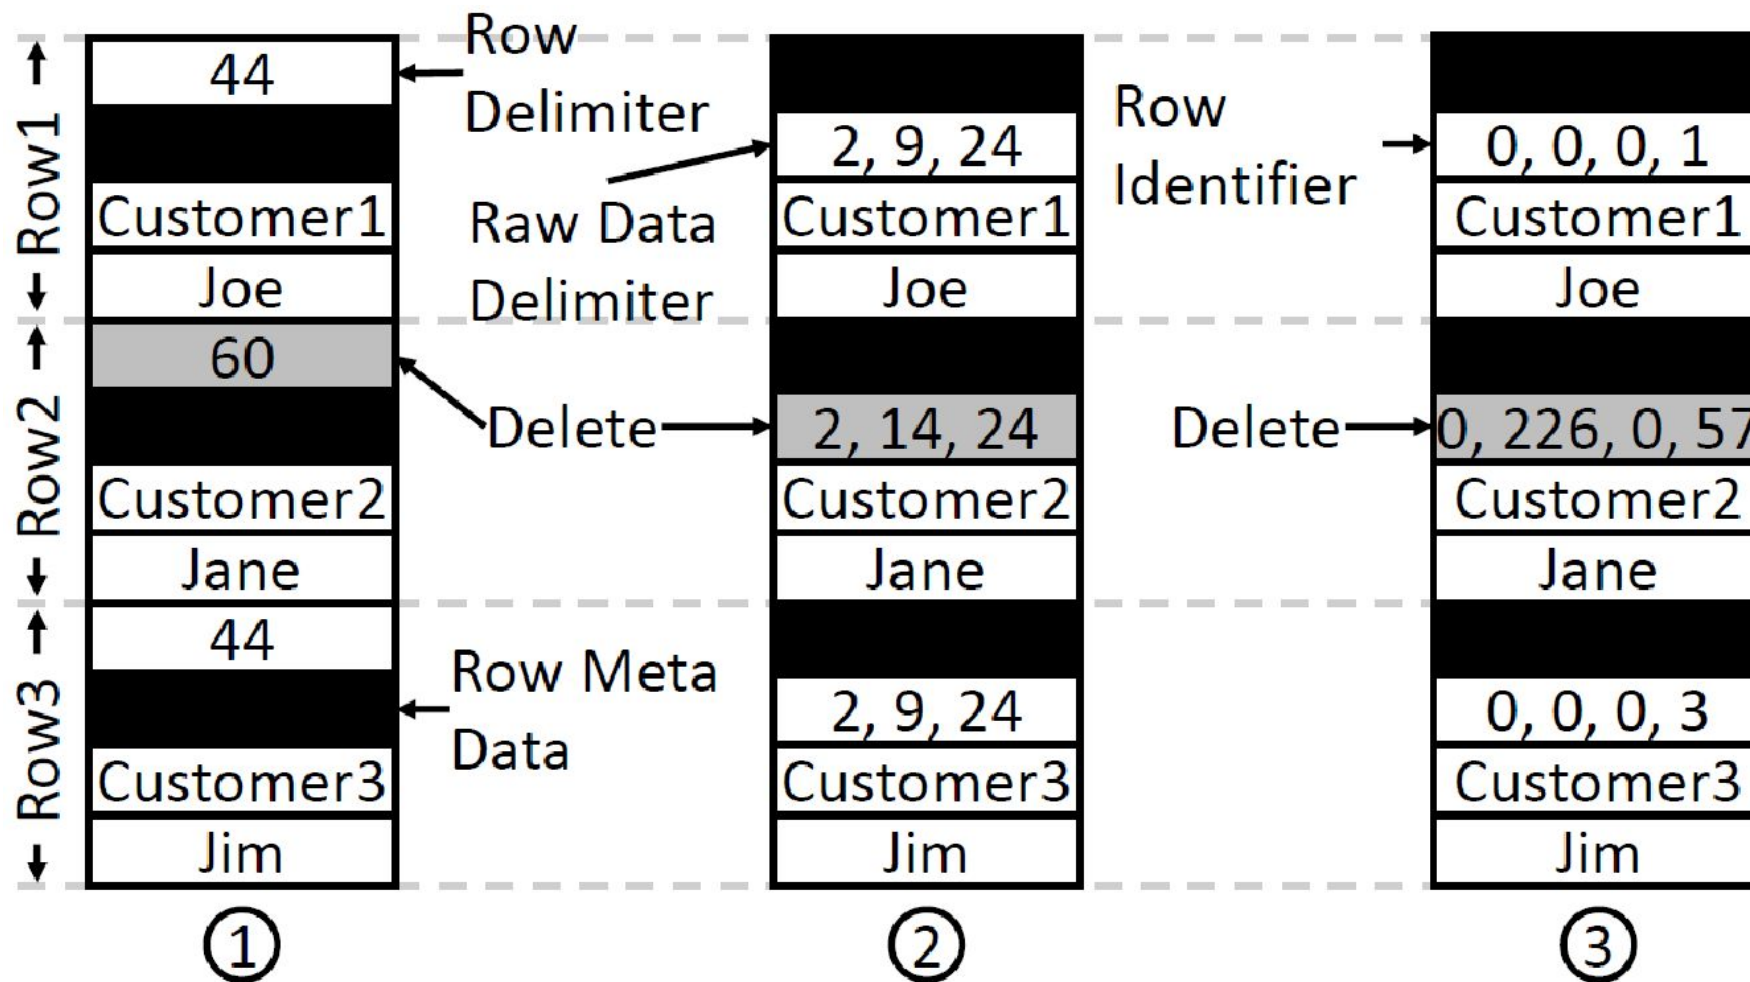 Row1
44
Customer1
Joe
Row2
60
Customer2
Jane
Row3
44
Customer3
Jim
1
Row
Delimiter
Raw Data
Delimiter
Delete
Row Meta
Data
2, 9, 24
Customer1
Joe
2, 14, 24
Customer2
Jane
2, 9, 24
Customer3
Jim
2
Row
Identifier
Delete
0, 0, 0, 1
Customer1
Joe
0, 226, 0, 57
Customer2
Jane
0, 0, 0, 3
Customer3
Jim
3